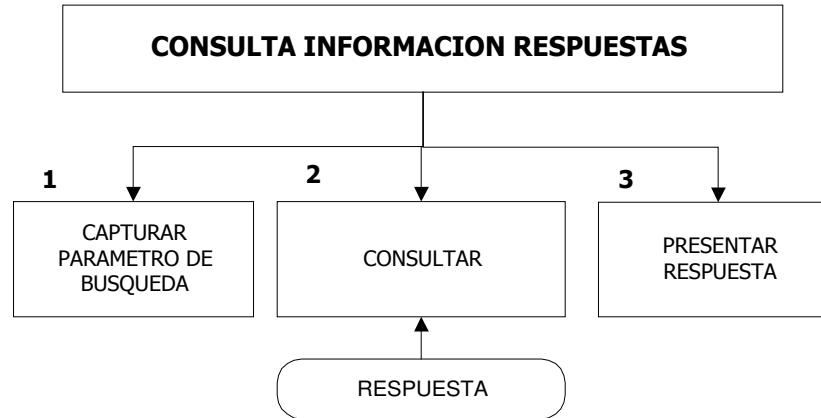 CONSULTA INFORMACION RESPUESTAS
1
CAPTURAR
PARAMETRO DE
BUSQUEDA
2
CONSULTAR
3
PRESENTAR
RESPUESTA
RESPUESTA